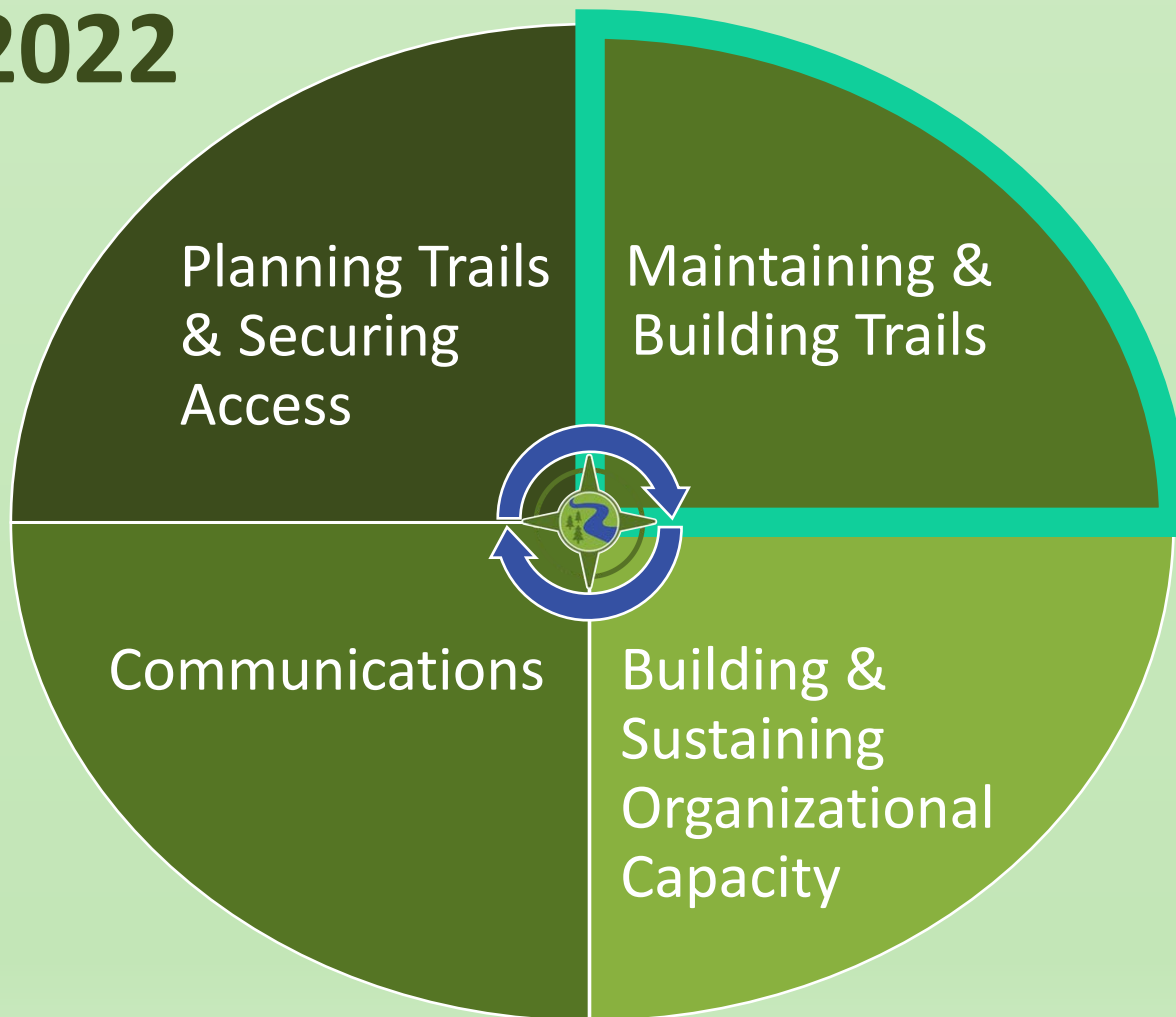 2022
Planning Trails
& Securing
Access
Maintaining &
Building Trails
Communications
Building &
Sustaining
Organizational
Capacity